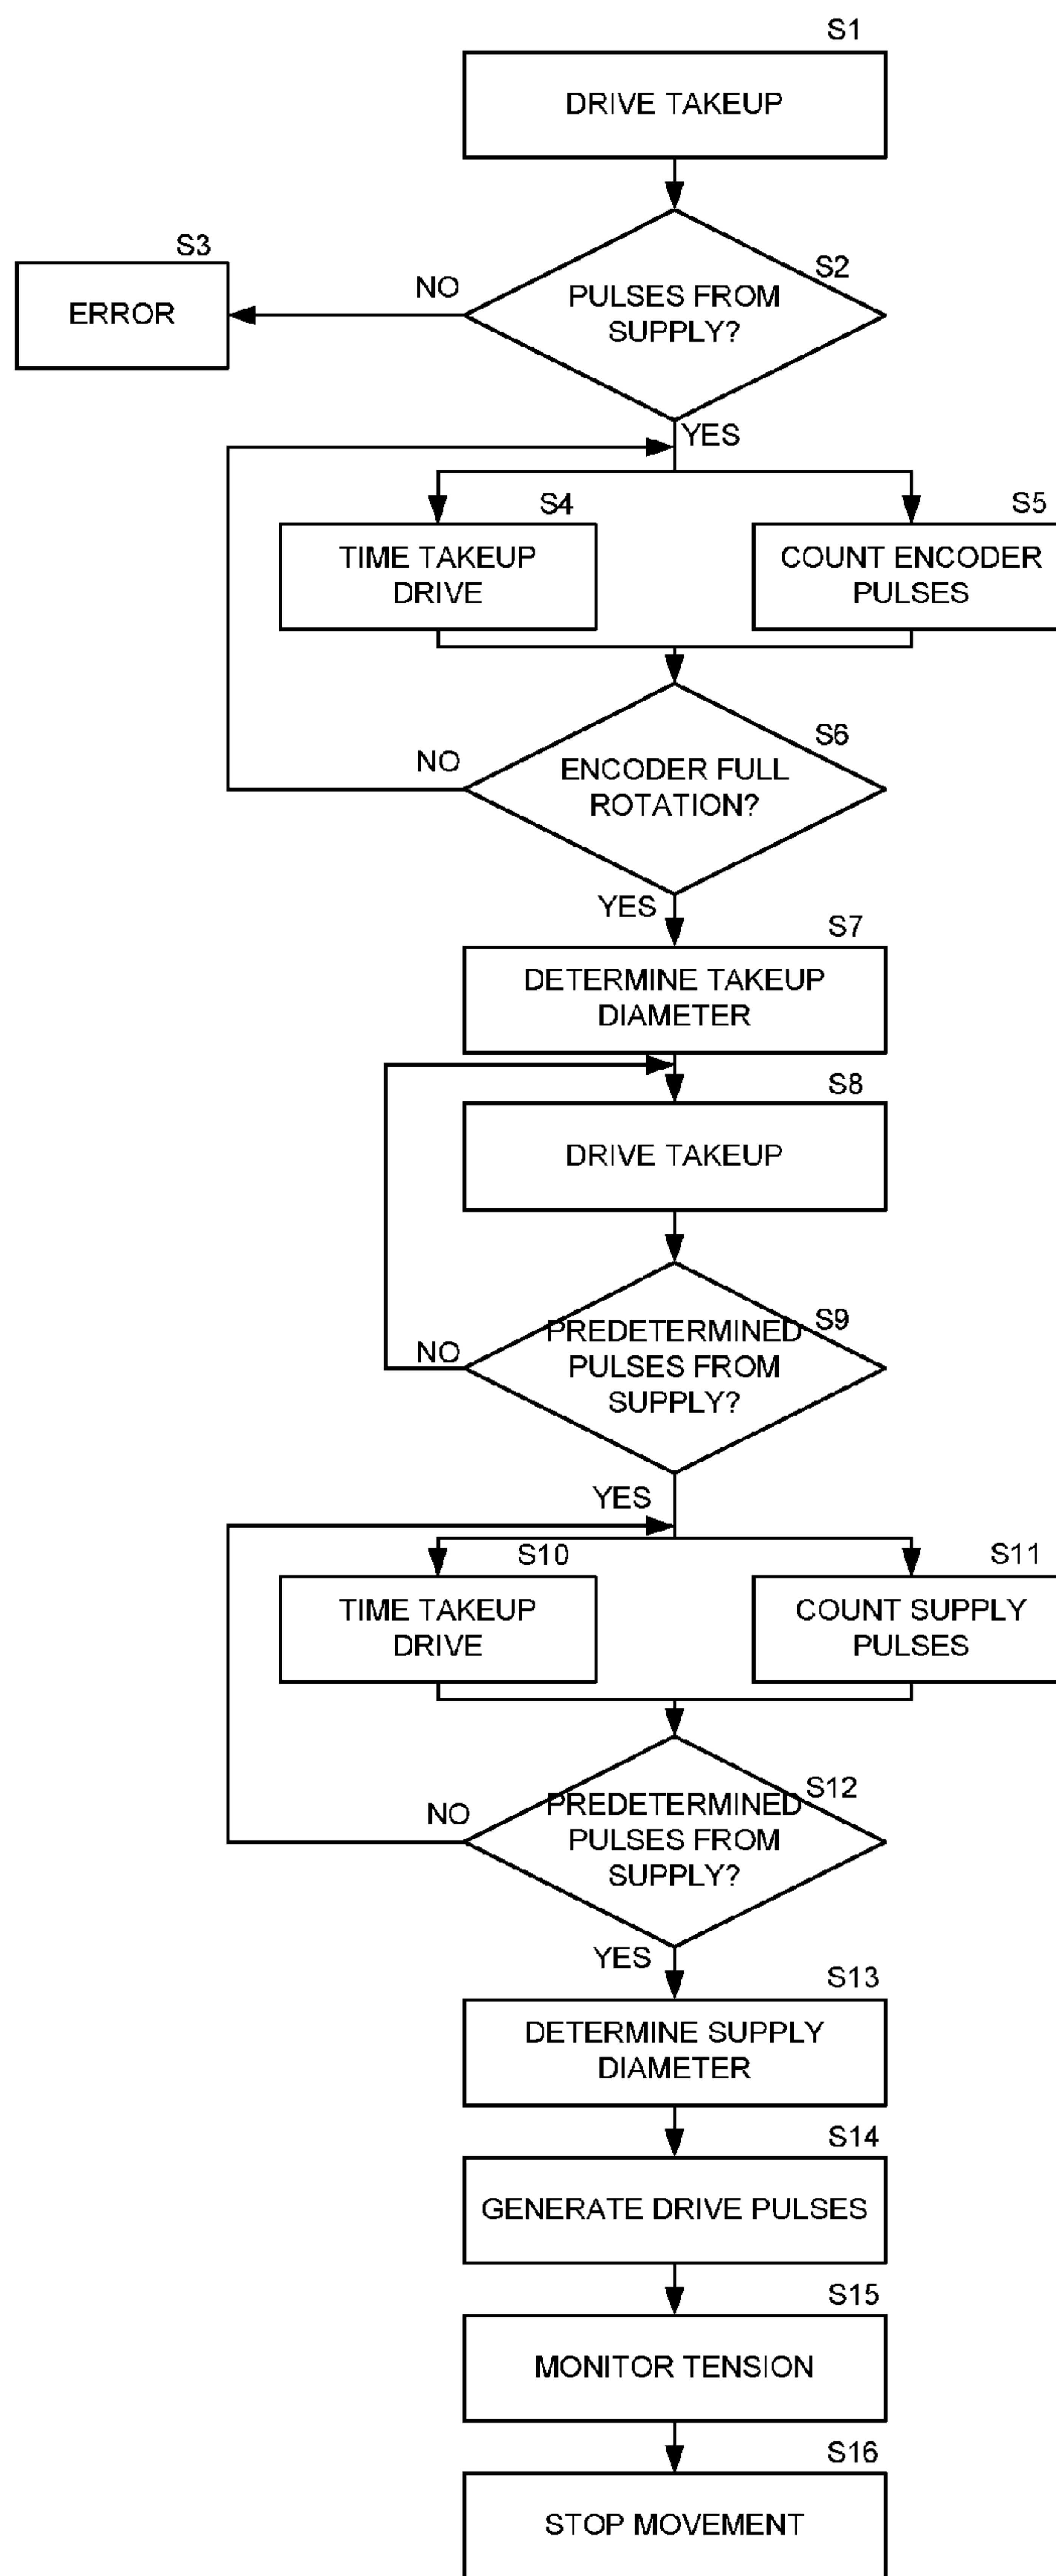 S1
DRIVE TAKEUP
S2
PULSES FROM
SUPPLY?
NO
S3
ERROR
YES
S4
TIME TAKEUP
DRIVE
S5
COUNT ENCODER
PULSES
S6
ENCODER FULL
ROTATION?
NO
YES
S7
DETERMINE TAKEUP
DIAMETER
S8
DRIVE TAKEUP
S9
PREDETERMINED
PULSES FROM
SUPPLY?
NO
YES
S10
TIME TAKEUP
DRIVE
S11
COUNT SUPPLY
PULSES
S12
PREDETERMINED
PULSES FROM
SUPPLY?
NO
YES
S13
DETERMINE SUPPLY
DIAMETER
S14
GENERATE DRIVE PULSES
S15
MONITOR TENSION
S16
STOP MOVEMENT